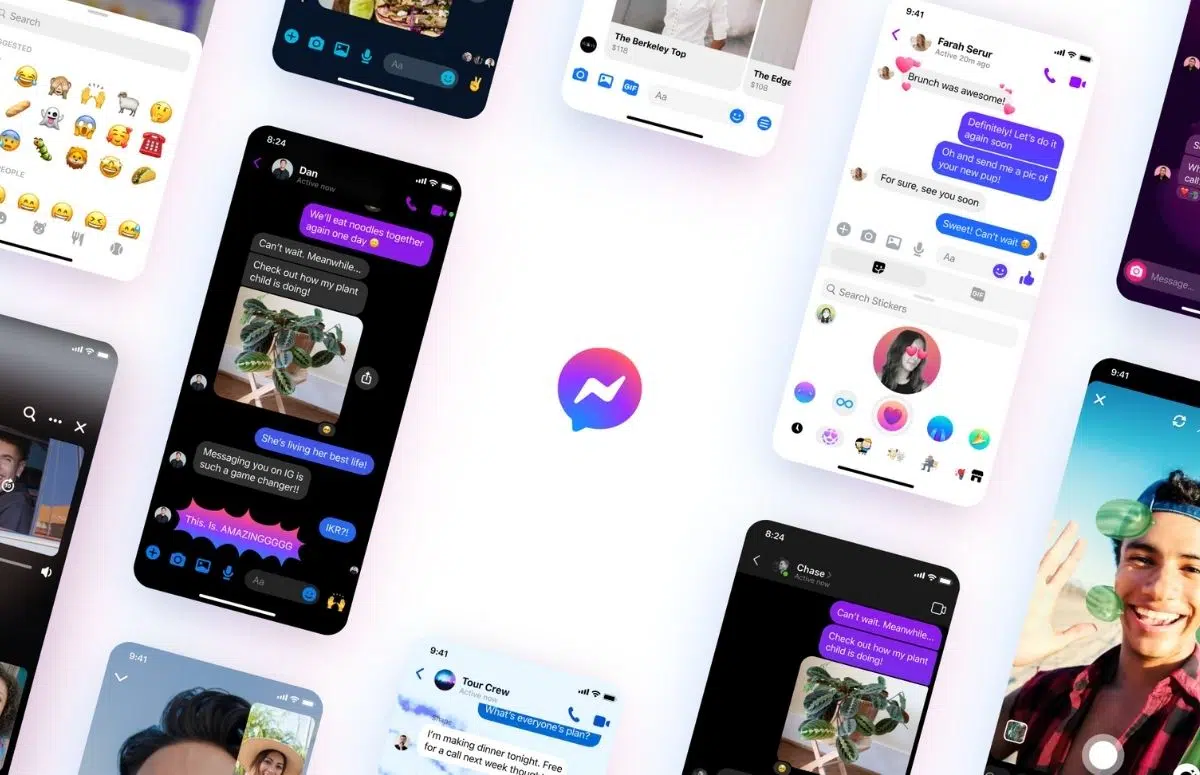 Search
PEOPLE
Aa
The Berkeley Top
$118
The Edge
$108
GIF
Aa
9:41
Farah Serur
Active 20m ago
Brunch was awesome!
Definitely! Let's do it
again soon
Oh and send me a pic of
your new pup!
For sure, see you soon
Sweet! Can't wait
Aa
GIF
Search Stickers
Message...
8:24
Dan
Active now
We'll eat noodles together
again one day
Can't wait. Meanwhile...
Check out how my plant
child is doing!
She's living her best life!
Messaging you on IG is
such a game changer!!
IKR?!
This. Is. AMAZINGGGG
Aa
9:41
9:41
Tour Crew
Active now
What's everyone's plan?
I'm making dinner tonight. Free
for a call next week
8:24
Chase
Active now
Can't wait. Meanwhile...
Check out how my plant
child is doing!
9:41